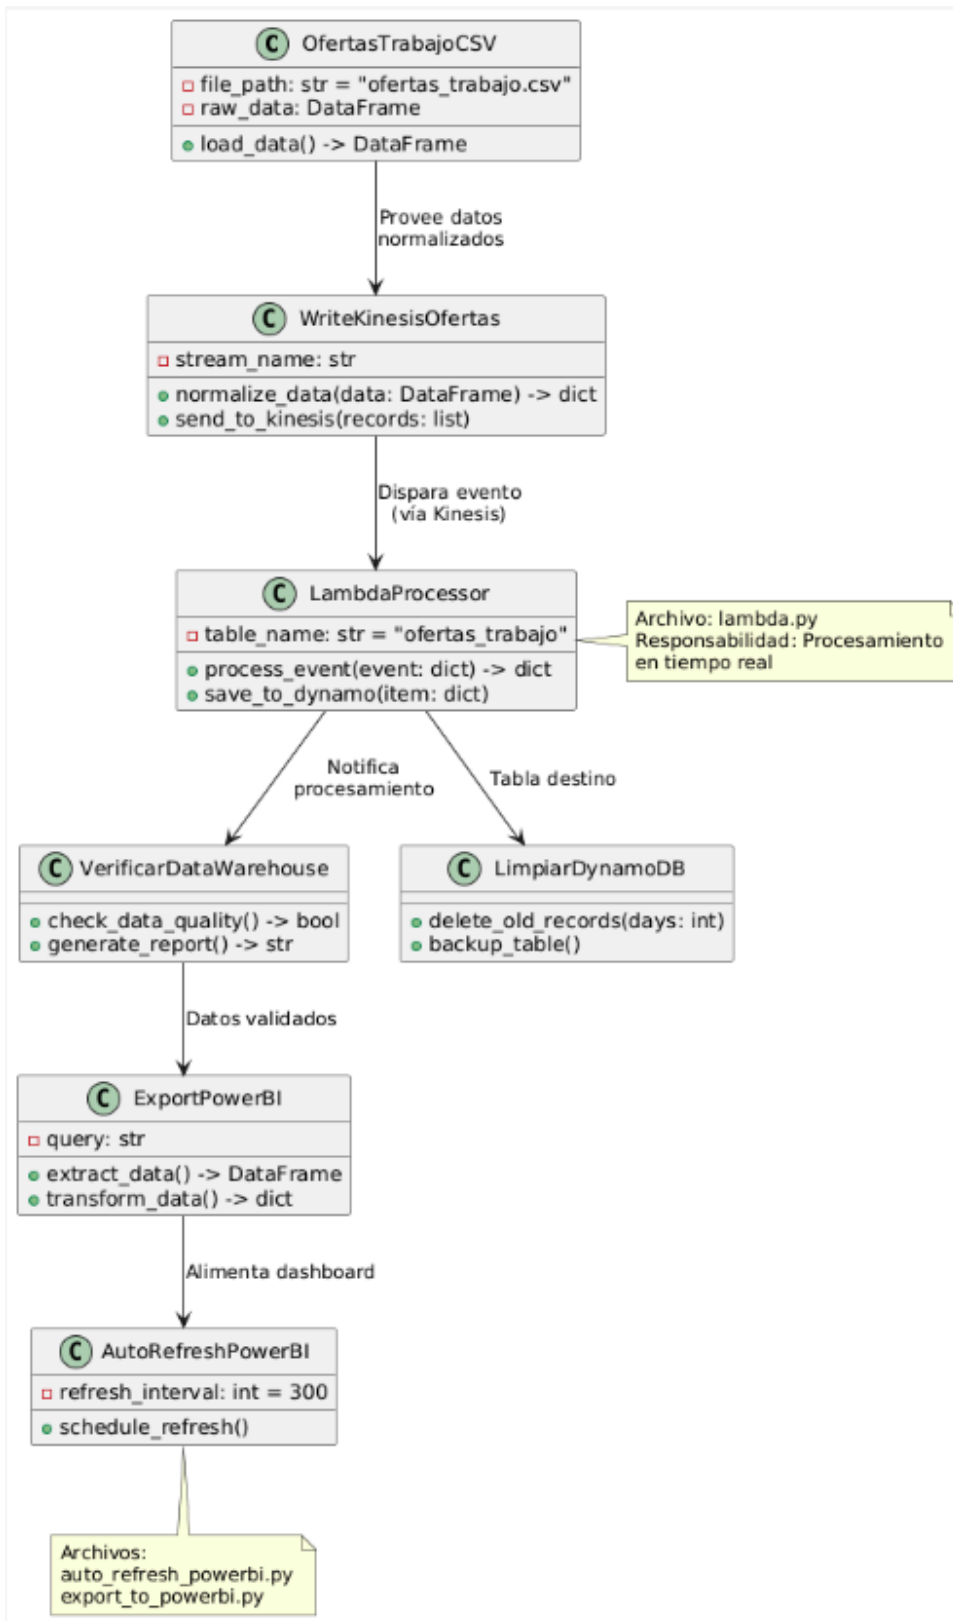 C OfertasTrabajoCSV
file_path: str = "ofertas_trabajo.csv"
raw_data: DataFrame
load_data() -> DataFrame
Provee datos
normalizados
C WriteKinesisOfertas
stream_name: str
normalize_data(data: DataFrame) -> dict
send_to_kinesis(records: list)
Dispara evento
(vía Kinesis)
C LambdaProcessor
table_name: str = "ofertas_trabajo"
process_event(event: dict) -> dict
save_to_dynamo(item: dict)
Archivo: lambda.py
Responsabilidad: Procesamiento
en tiempo real
Notifica
procesamiento
Tabla destino
C VerificarDataWarehouse
check_data_quality() -> bool
generate_report() -> str
C LimpiarDynamoDB
delete_old_records(days: int)
backup_table()
Datos validados
C ExportPowerBI
query: str
extract_data() -> DataFrame
transform_data() -> dict
Alimenta dashboard
C AutoRefreshPowerBI
refresh_interval: int = 300
schedule_refresh()
Archivos:
auto_refresh_powerbi.py
export_to_powerbi.py